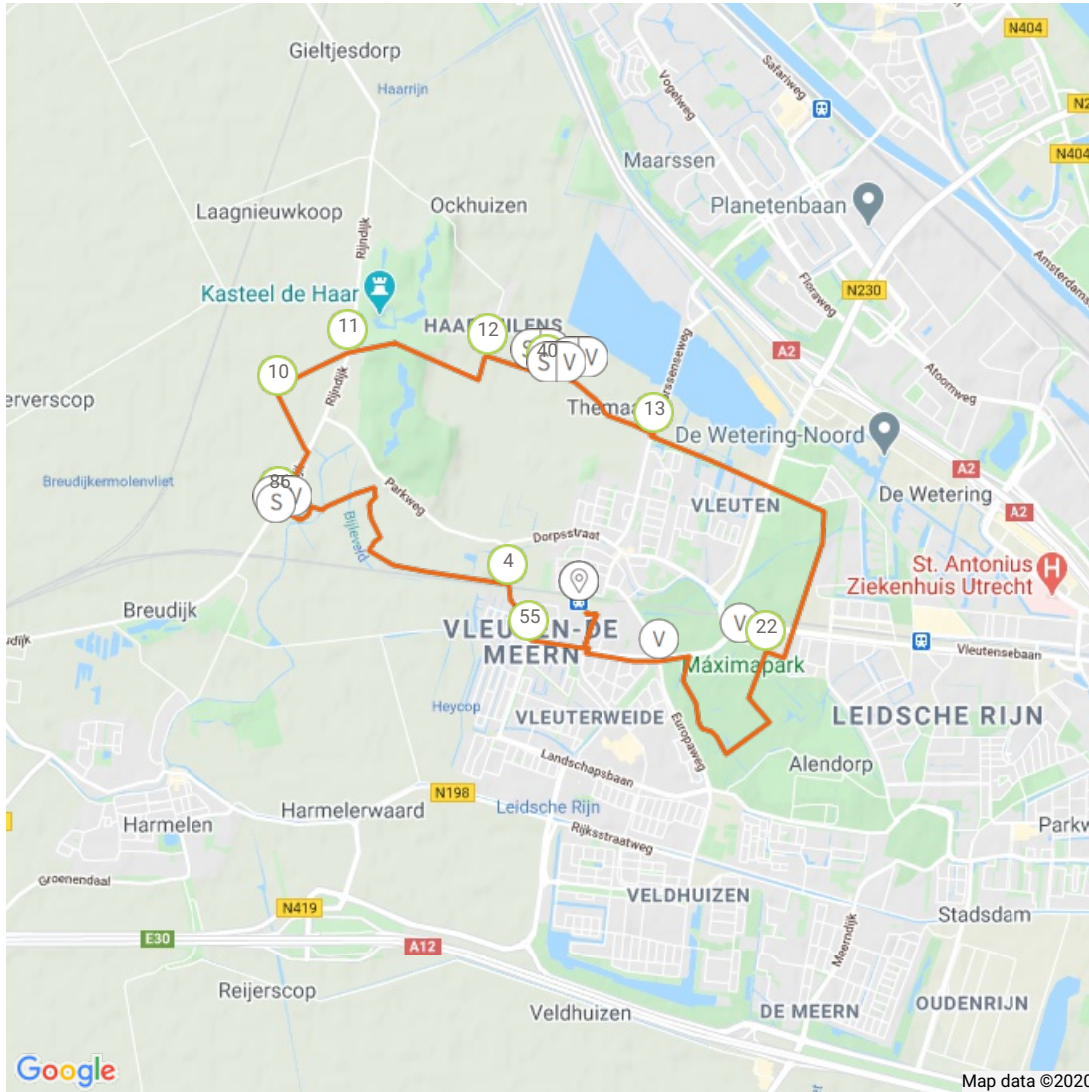 N404
Gieltjesdorp
Safariweg
Vogelweg
Haarrijn
N2
Maarssen
N404
Ockhuizen
Planetenbaan
Laagnieuwkoop
Rijndijk
Floraweg
Amsterdams
Kasteel de Haar
N230
11
12
S
40
S
V
V
A2
Atoomweg
10
Rijndijk
13
De Wetering-Noord
erverscop
A2
Breudijkermolenvliet
86
V
S
Parkweg
VLEUTEN
De Wetering
A2
Bijleveld
Dorpsstraat
4
St. Antonius
Ziekenhuis Utrecht
Breudijk
55
V
22
VLEUTEN-DE
MEERN
V
Vleutensebaan
Máximapark
Heycop
VLEUTERWEIDE
Europaweg
LEIDSCHE RIJN
Landschapsbaan
Alendorp
N198
Harmelerwaard
Leidsche Rijn
Harmelen
Rijksstraatweg
Parkw
Groenendaal
VELDHUIZEN
N419
Stadsdam
E30
A12
Meerndijk
Reijerscop
Veldhuizen
DE MEERN
OUDENRIJN
Google
Map data ©2020